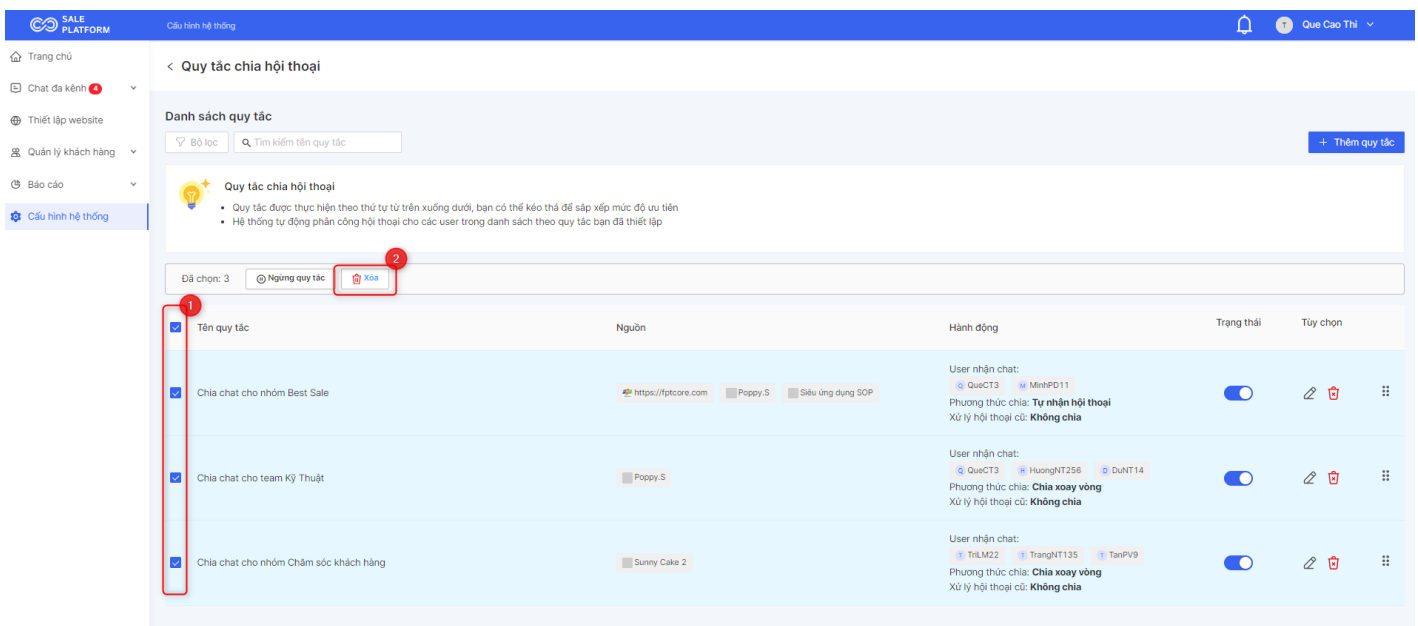 SALE
PLATFORM
Cấu hình hệ thống
T Que Cao Thi
Trang chủ
Chat đa kênh 4
Thiết lập website
Quản lý khách hàng
Báo cáo
Cấu hình hệ thống
< Quy tắc chia hội thoại
Danh sách quy tắc
Bộ lọc
Tìm kiếm tên quy tắc
+ Thêm quy tắc
Quy tắc chia hội thoại
• Quy tắc được thực hiện theo thứ tự từ trên xuống dưới, bạn có thể kéo thả để sắp xếp mức độ ưu tiên
• Hệ thống tự động phân công hội thoại cho các user trong danh sách theo quy tắc bạn đã thiết lập
2
Đã chọn: 3 Ngừng quy tắc Xóa
1
Tên quy tắc Nguồn Hành động Trạng thái Tùy chọn
Chia chat cho nhóm Best Sale
https://fptcore.com Poppy.S Siêu ứng dụng SOP
User nhận chat:
Q QueCT3 M MinhPD11
Phương thức chia: Tự nhận hội thoại
Xử lý hội thoại cũ: Không chia
Chia chat cho team Kỹ Thuật
Poppy.S
User nhận chat:
Q QueCT3 H HuongNT256 D DuNT14
Phương thức chia: Chia xoay vòng
Xử lý hội thoại cũ: Không chia
Chia chat cho nhóm Chăm sóc khách hàng
Sunny Cake 2
User nhận chat:
T TriLM22 T TrangNT135 T TanPV9
Phương thức chia: Chia xoay vòng
Xử lý hội thoại cũ: Không chia